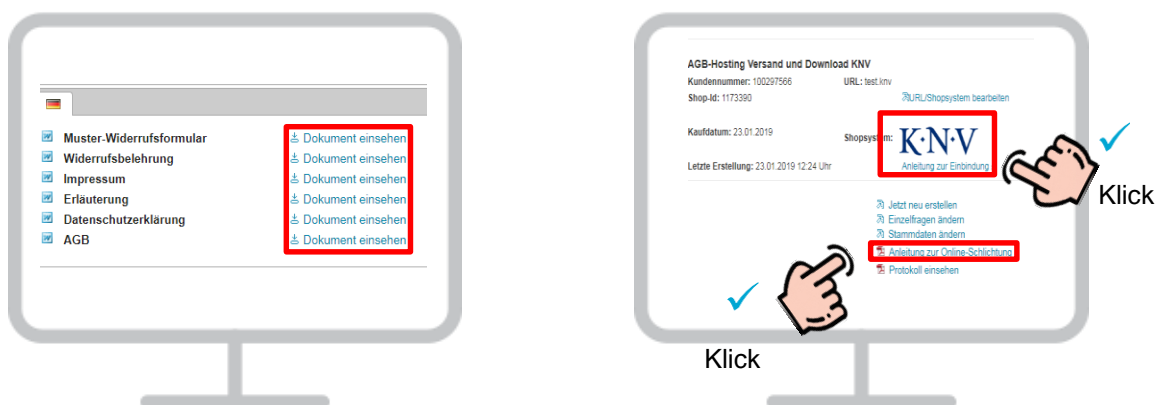 Muster-Widerrufsformular Dokument einsehen
Widerrufsbelehrung Dokument einsehen
Impressum Dokument einsehen
Erläuterung Dokument einsehen
Datenschutzerklärung Dokument einsehen
AGB Dokument einsehen
AGB-Hosting Versand und Download KNV
Kundennummer: 100297566 URL: test.knv
Shop-Id: 1173390 URL/Shopsystem bearbeiten
Kaufdatum: 23.01.2019 Shopsystem: K·N·V
Letzte Erstellung: 23.01.2019 12:24 Uhr Anleitung zur Einbindung
Klick
Jetzt neu erstellen
Einzelfragen ändern
Stammdaten ändern
Anleitung zur Online-Schlichtung
Protokoll einsehen
Klick